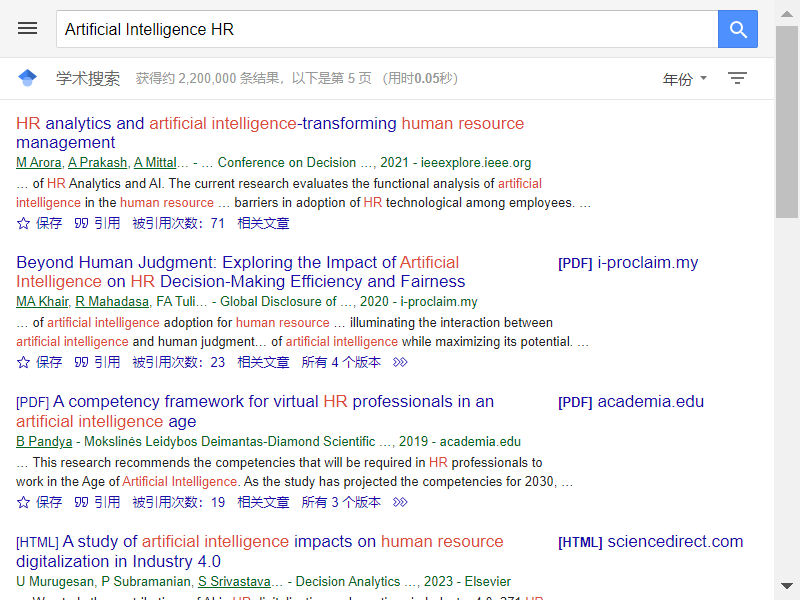 Artificial Intelligence HR
学术搜索 获得约 2,200,000 条结果，以下是第 5 页 （用时0.05秒） 年份
HR analytics and artificial intelligence-transforming human resource
management
M Arora, A Prakash, A Mittal… - … Conference on Decision …, 2021 - ieeexplore.ieee.org
… of HR Analytics and AI. The current research evaluates the functional analysis of artificial
intelligence in the human resource … barriers in adoption of HR technological among employees. …
保存 引用 被引用次数：71 相关文章
Beyond Human Judgment: Exploring the Impact of Artificial [PDF] i-proclaim.my
Intelligence on HR Decision-Making Efficiency and Fairness
MA Khair, R Mahadasa, FA Tuli… - Global Disclosure of …, 2020 - i-proclaim.my
… of artificial intelligence adoption for human resource … illuminating the interaction between
artificial intelligence and human judgment… of artificial intelligence while maximizing its potential. …
保存 引用 被引用次数：23 相关文章 所有 4 个版本
[PDF] A competency framework for virtual HR professionals in an [PDF] academia.edu
artificial intelligence age
B Pandya - Mokslinės Leidybos Deimantas-Diamond Scientific …, 2019 - academia.edu
… This research recommends the competencies that will be required in HR professionals to
work in the Age of Artificial Intelligence. As the study has projected the competencies for 2030, …
保存 引用 被引用次数：19 相关文章 所有 3 个版本
[HTML] A study of artificial intelligence impacts on human resource [HTML] sciencedirect.com
digitalization in Industry 4.0
U Murugesan, P Subramanian, S Srivastava… - Decision Analytics …, 2023 - Elsevier